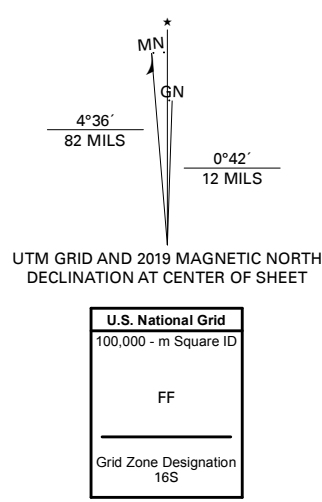 MN
GN
4°36´
82 MILS
0°42´
12 MILS
UTM GRID AND 2019 MAGNETIC NORTH
DECLINATION AT CENTER OF SHEET
U.S. National Grid
100,000 - m Square ID
FF
Grid Zone Designation
16S